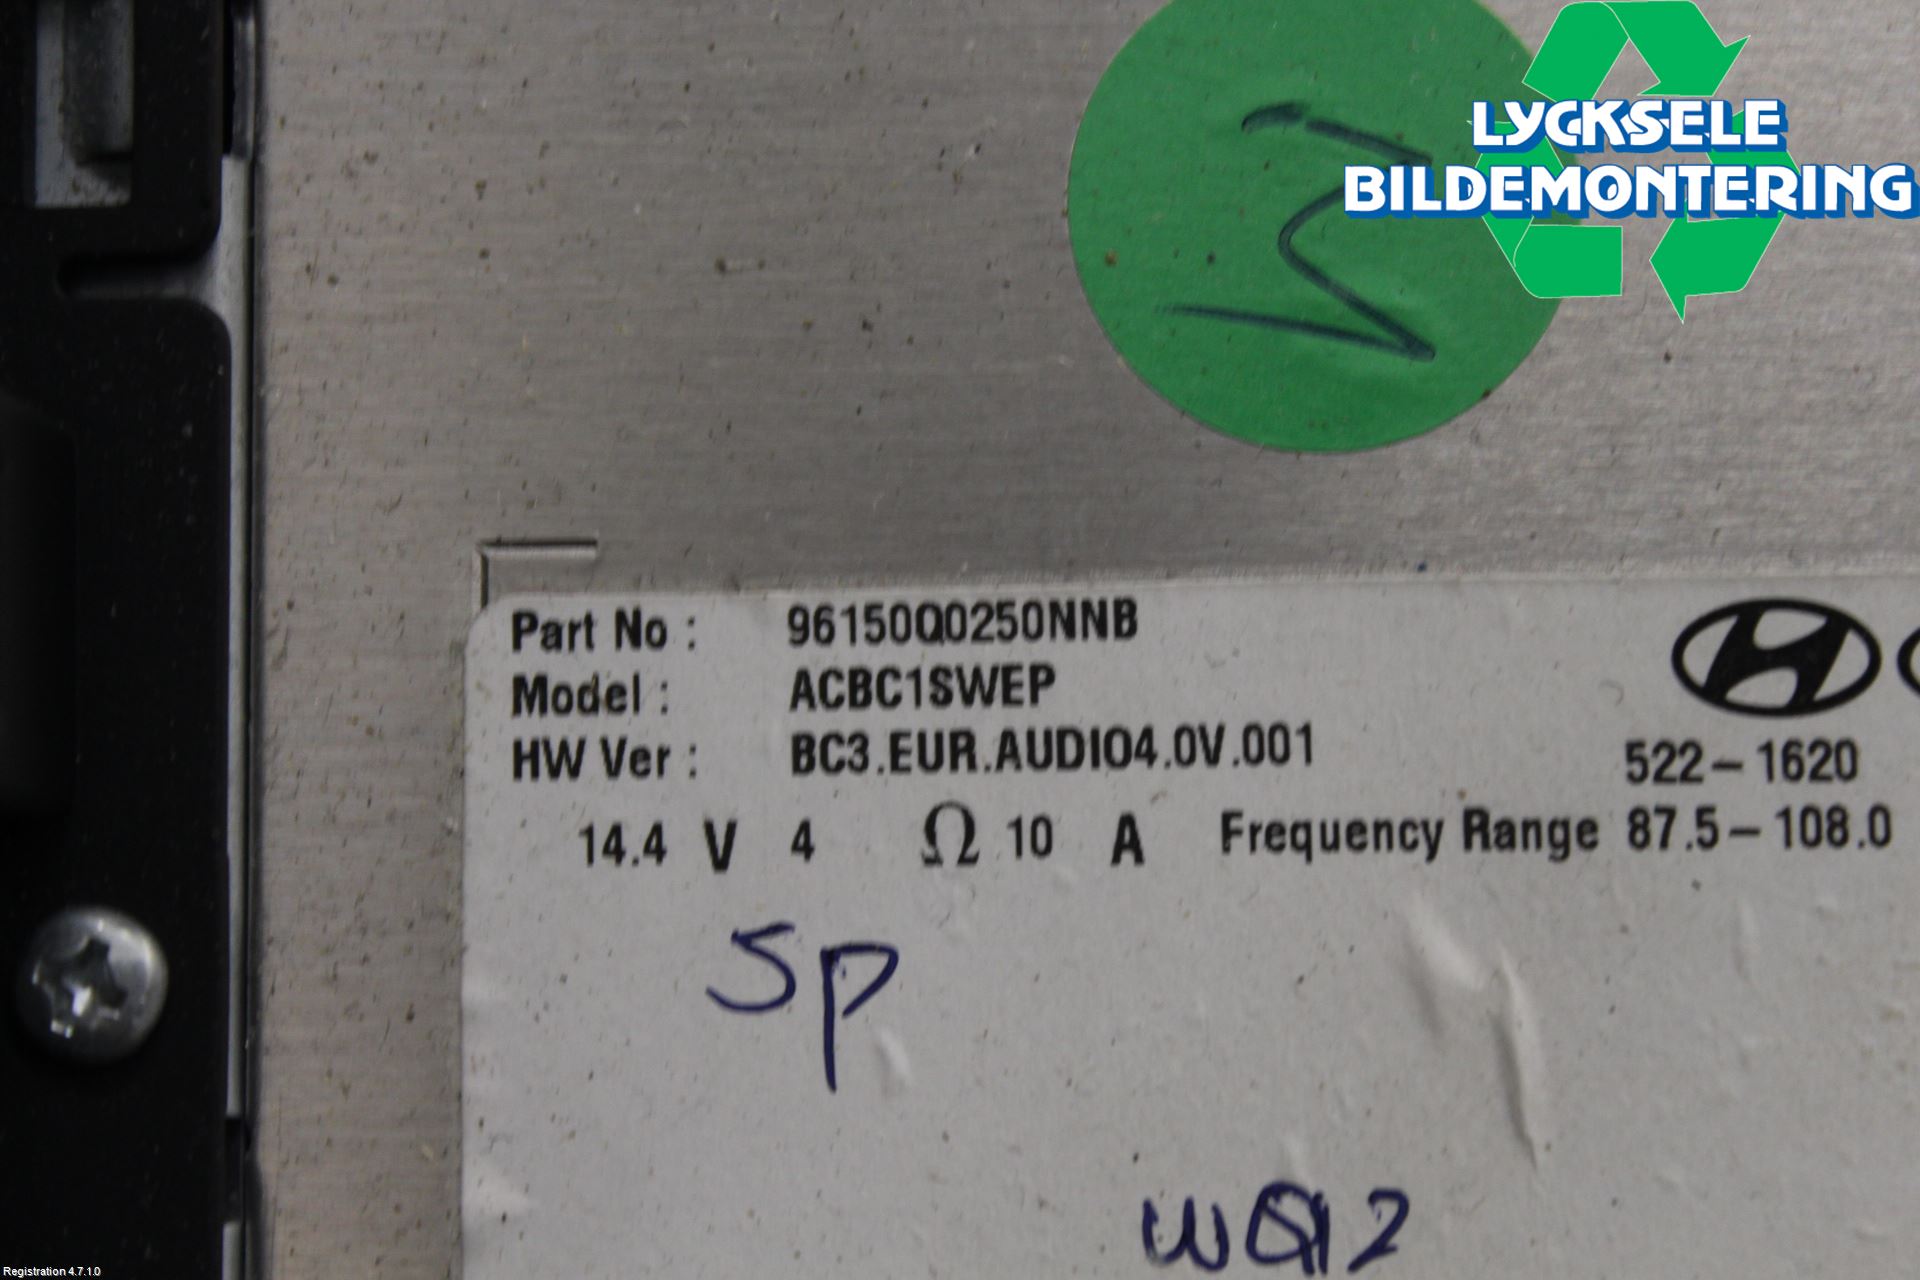 LYCKSELE
BILDEMONTERING
Part No : 96150Q0250NNB
Model : ACBC1SWEP
HW Ver : BC3.EUR.AUDIO4.0V.001
522-1620
14.4 V 4 Ω 10 A Frequency Range 87.5-108.0
SP
Registration 4.7.1.0